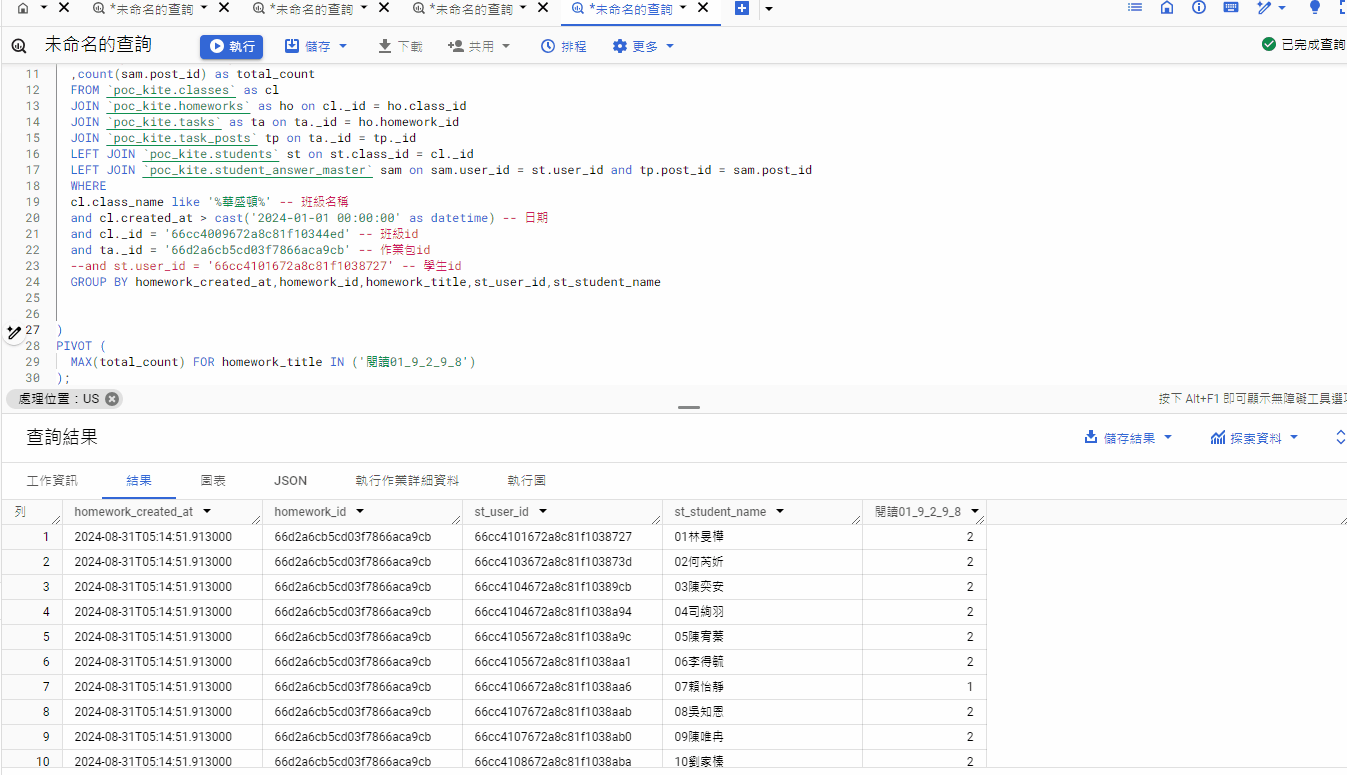 *未命名的查詢
*未命名的查詢
*未命名的查詢
*未命名的查詢
未命名的查詢 執行 儲存 下載 共用 排程 更多 已完成查詢
11 ,count(sam.post_id) as total_count
12 FROM `poc_kite.classes` as cl
13 JOIN `poc_kite.homeworks` as ho on cl._id = ho.class_id
14 JOIN `poc_kite.tasks` as ta on ta._id = ho.homework_id
15 JOIN `poc_kite.task_posts` tp on ta._id = tp._id
16 LEFT JOIN `poc_kite.students` st on st.class_id = cl._id
17 LEFT JOIN `poc_kite.student_answer_master` sam on sam.user_id = st.user_id and tp.post_id = sam.post_id
18 WHERE
19 cl.class_name like '%華盛頓%' -- 班級名稱
20 and cl.created_at > cast('2024-01-01 00:00:00' as datetime) -- 日期
21 and cl._id = '66cc4009672a8c81f10344ed' -- 班級id
22 and ta._id = '66d2a6cb5cd03f7866aca9cb' -- 作業包id
23 --and st.user_id = '66cc4101672a8c81f1038727' -- 學生id
24 GROUP BY homework_created_at,homework_id,homework_title,st_user_id,st_student_name
25
26
27 )
28 PIVOT (
29 MAX(total_count) FOR homework_title IN ('閱讀01_9_2_9_8')
30 );
處理位置：US 按下 Alt+F1 即可顯示無障礙工具選項
查詢結果 儲存結果 探索資料
工作資訊 結果 圖表 JSON 執行作業詳細資料 執行圖
列 homework_created_at homework_id st_user_id st_student_name 閱讀01_9_2_9_8
1 2024-08-31T05:14:51.913000 66d2a6cb5cd03f7866aca9cb 66cc4101672a8c81f1038727 01林旻樺 2
2 2024-08-31T05:14:51.913000 66d2a6cb5cd03f7866aca9cb 66cc4103672a8c81f103873d 02何芮妡 2
3 2024-08-31T05:14:51.913000 66d2a6cb5cd03f7866aca9cb 66cc4104672a8c81f10389cb 03陳奕安 2
4 2024-08-31T05:14:51.913000 66d2a6cb5cd03f7866aca9cb 66cc4104672a8c81f1038a94 04司絢羽 2
5 2024-08-31T05:14:51.913000 66d2a6cb5cd03f7866aca9cb 66cc4105672a8c81f1038a9c 05陳宥蓁 2
6 2024-08-31T05:14:51.913000 66d2a6cb5cd03f7866aca9cb 66cc4105672a8c81f1038aa1 06李得毓 2
7 2024-08-31T05:14:51.913000 66d2a6cb5cd03f7866aca9cb 66cc4106672a8c81f1038aa6 07賴怡靜 1
8 2024-08-31T05:14:51.913000 66d2a6cb5cd03f7866aca9cb 66cc4107672a8c81f1038aab 08吳知恩 2
9 2024-08-31T05:14:51.913000 66d2a6cb5cd03f7866aca9cb 66cc4107672a8c81f1038ab0 09陳唯冉 2
10 2024-08-31T05:14:51.913000 66d2a6cb5cd03f7866aca9cb 66cc4108672a8c81f1038aba 10劉家榛 2